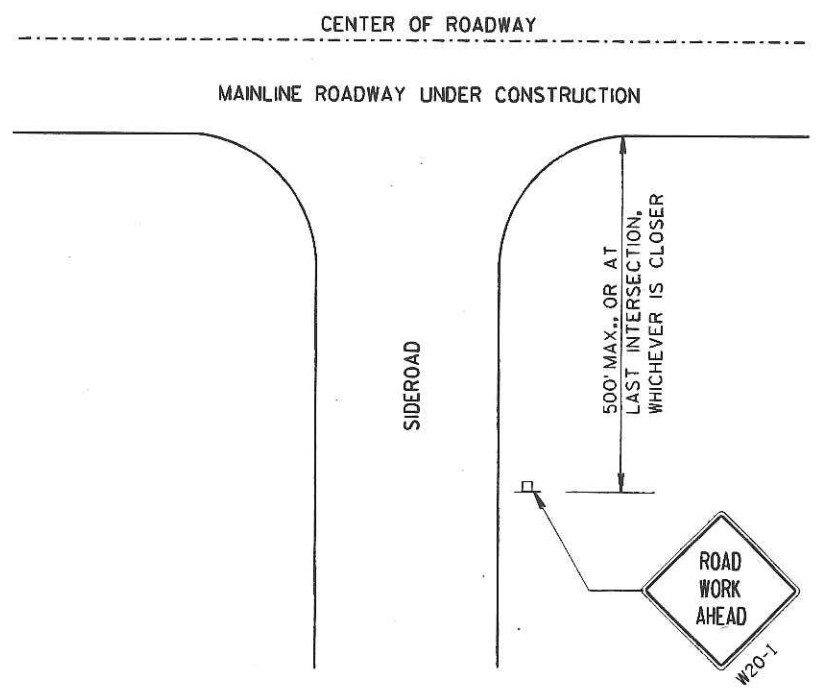 CENTER OF ROADWAY
MAINLINE ROADWAY UNDER CONSTRUCTION
SIDEROAD
500' MAX., OR AT
LAST INTERSECTION,
WHICHEVER IS CLOSER
ROAD
WORK
AHEAD
W20-1